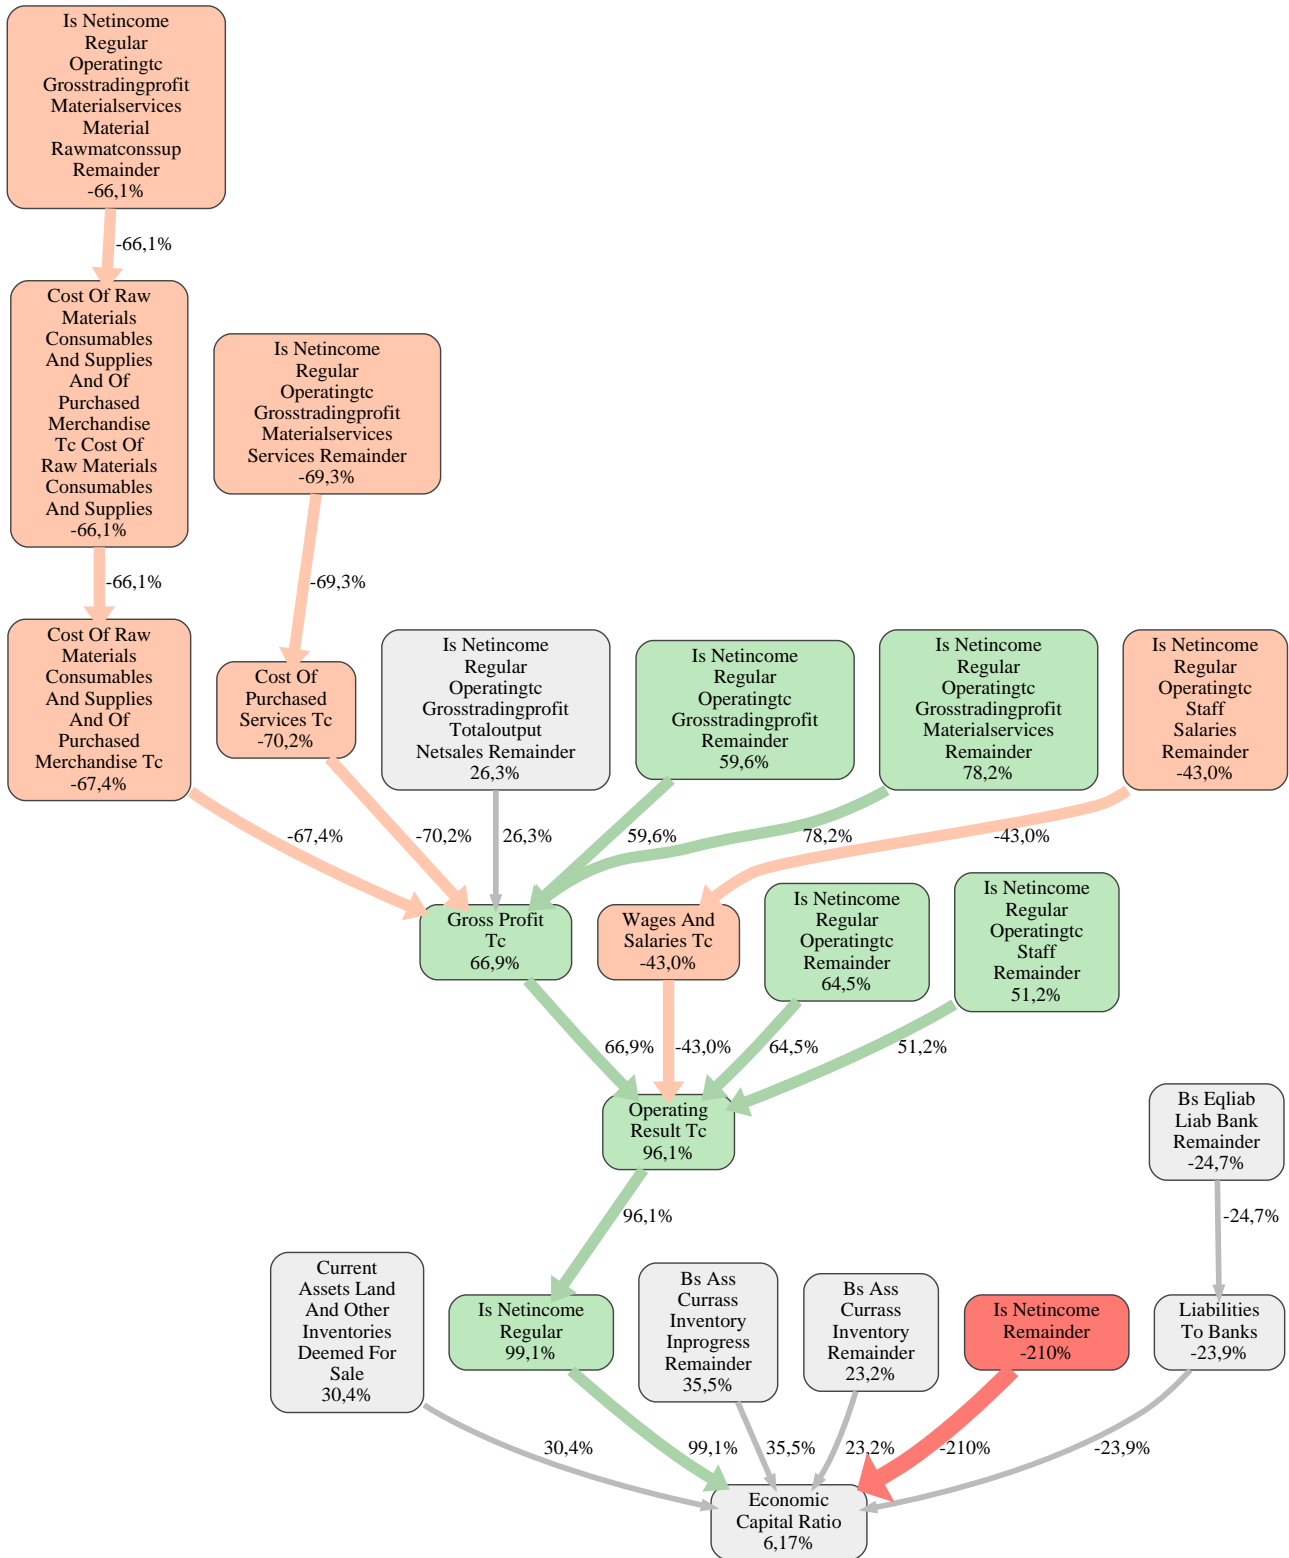 Is Netincome
Regular
Operatingtc
Grosstradingprofit
Materialservices
Material
Rawmatconssup
Remainder
-66,1%
-66,1%
Cost Of Raw
Materials
Consumables
And Supplies
And Of
Purchased
Merchandise
Tc Cost Of
Raw Materials
Consumables
And Supplies
-66,1%
Is Netincome
Regular
Operatingtc
Grosstradingprofit
Materialservices
Services Remainder
-69,3%
-66,1%
-69,3%
Cost Of Raw
Materials
Consumables
And Supplies
And Of
Purchased
Merchandise Tc
-67,4%
Cost Of
Purchased
Services Tc
-70,2%
Is Netincome
Regular
Operatingtc
Grosstradingprofit
Totaloutput
Netsales Remainder
26,3%
Is Netincome
Regular
Operatingtc
Grosstradingprofit
Remainder
59,6%
Is Netincome
Regular
Operatingtc
Grosstradingprofit
Materialservices
Remainder
78,2%
Is Netincome
Regular
Operatingtc
Staff
Salaries
Remainder
-43,0%
-67,4%
-70,2%
26,3%
59,6%
78,2%
-43,0%
Gross Profit
Tc
66,9%
Wages And
Salaries Tc
-43,0%
Is Netincome
Regular
Operatingtc
Remainder
64,5%
Is Netincome
Regular
Operatingtc
Staff
Remainder
51,2%
66,9%
-43,0%
64,5%
51,2%
Operating
Result Tc
96,1%
Bs Eqliab
Liab Bank
Remainder
-24,7%
96,1%
-24,7%
Current
Assets Land
And Other
Inventories
Deemed For
Sale
30,4%
Is Netincome
Regular
99,1%
Bs Ass
Currass
Inventory
Inprogress
Remainder
35,5%
Bs Ass
Currass
Inventory
Remainder
23,2%
Is Netincome
Remainder
-210%
Liabilities
To Banks
-23,9%
30,4%
99,1%
35,5%
23,2%
-210%
-23,9%
Economic
Capital Ratio
6,17%